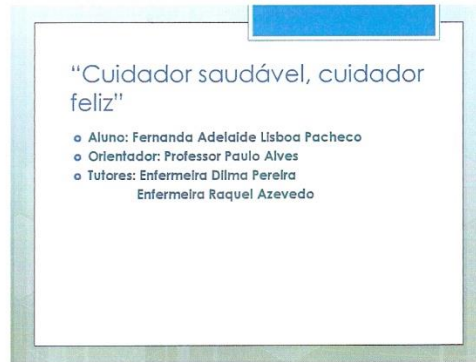 “Cuidador saudável, cuidador
feliz”
Aluno: Fernanda Adelaide Lisboa Pacheco
Orientador: Professor Paulo Alves
Tutores: Enfermeira Dilma Pereira
Enfermeira Raquel Azevedo